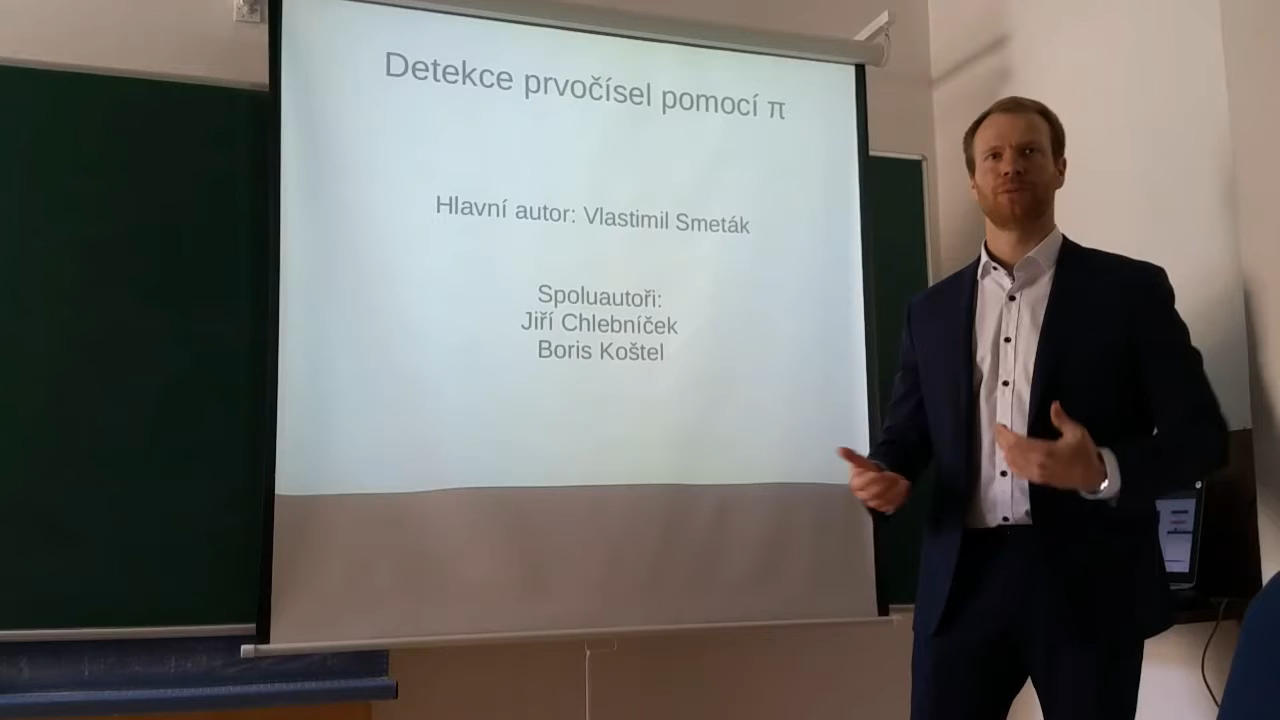 Detekce prvočísel pomocí π
Hlavní autor: Vlastimil Smeták
Spoluautoři:
Jiří Chlebníček
Boris Koštel